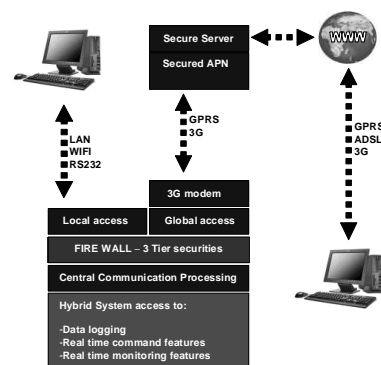 Secure Server
WWW
Secured APN
GPRS
3G
LAN
WIFI
RS232
GPRS
ADSL
3G
3G modem
Local access
Global access
FIRE WALL – 3 Tier securities
Central Communication Processing
Hybrid System access to:
-Data logging
-Real time command features
-Real time monitoring features